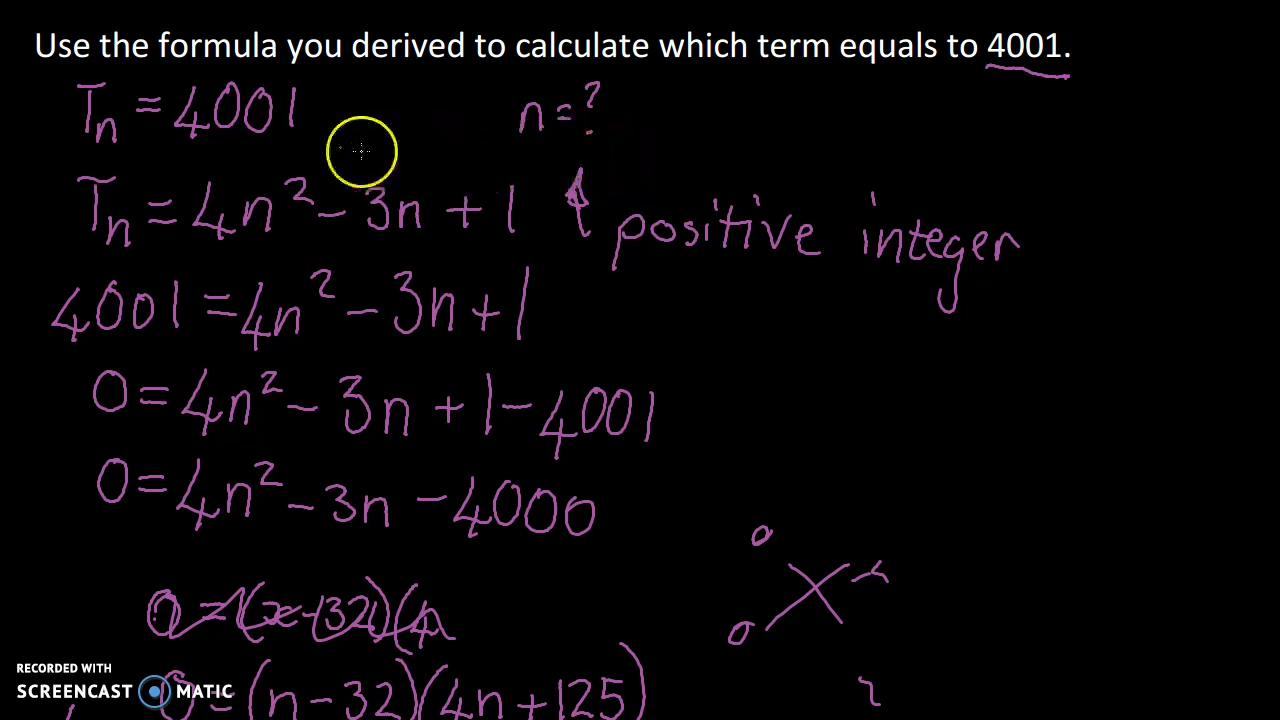 Use the formula you derived to calculate which term equals to 4001.
Tn = 4001 n = ?
Tn = 4n² - 3n + 1
positive integer
4001 = 4n² - 3n + 1
0 = 4n² - 3n + 1 - 4001
0 = 4n² - 3n - 4000
0 = (n - 32)(4n + 125)
RECORDED WITH
SCREENCAST MATIC